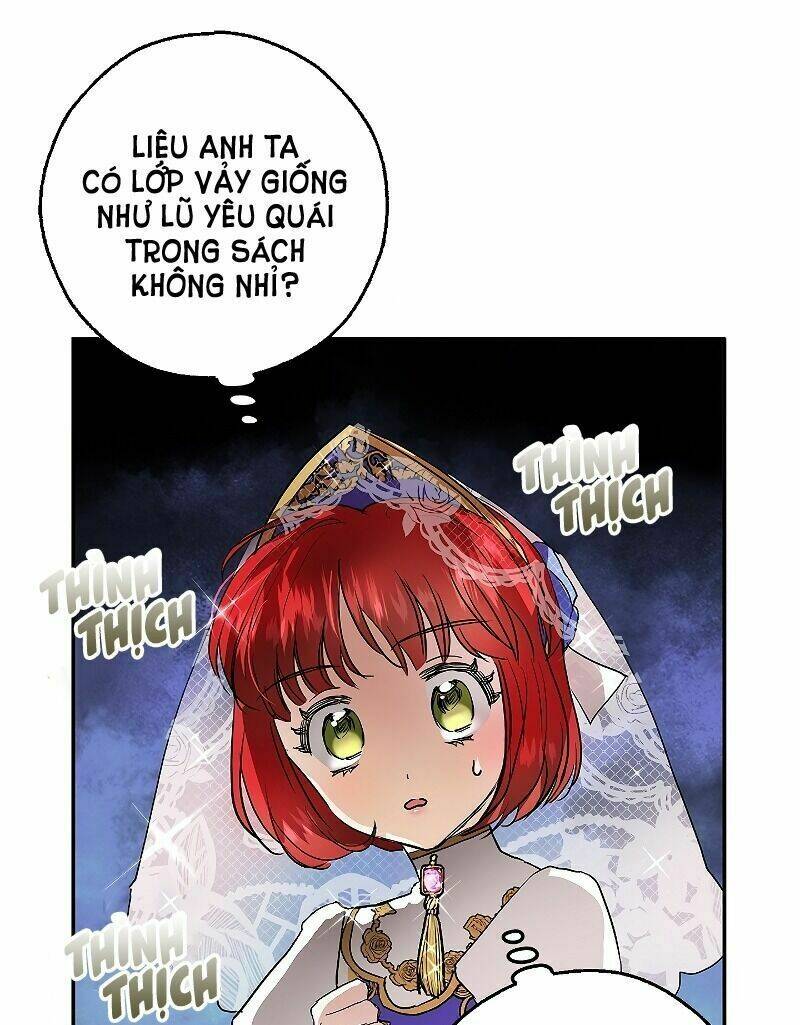 LIỆU ANH TA
CÓ LỚP VẢY GIỐNG
NHƯ LŨ YÊU QUÁI
TRONG SÁCH
KHÔNG NHỈ?
THÌNH
THỊCH
THÌNH
THỊCH
THÌNH
THỊCH